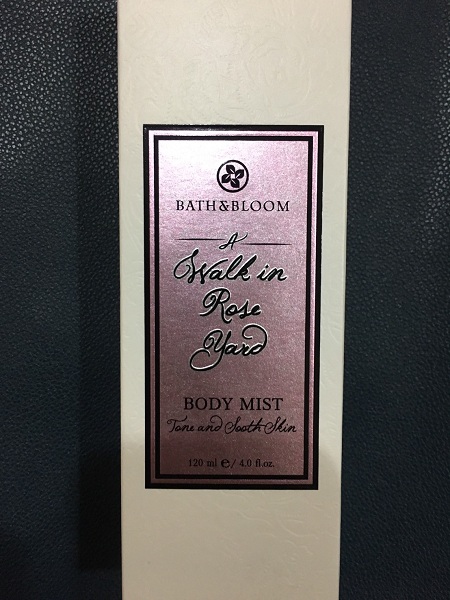 BATH&BLOOM
A
Walk in
Rose
Yard
BODY MIST
Tone and Sooth Skin
120 ml e/ 4.0 fl.oz.